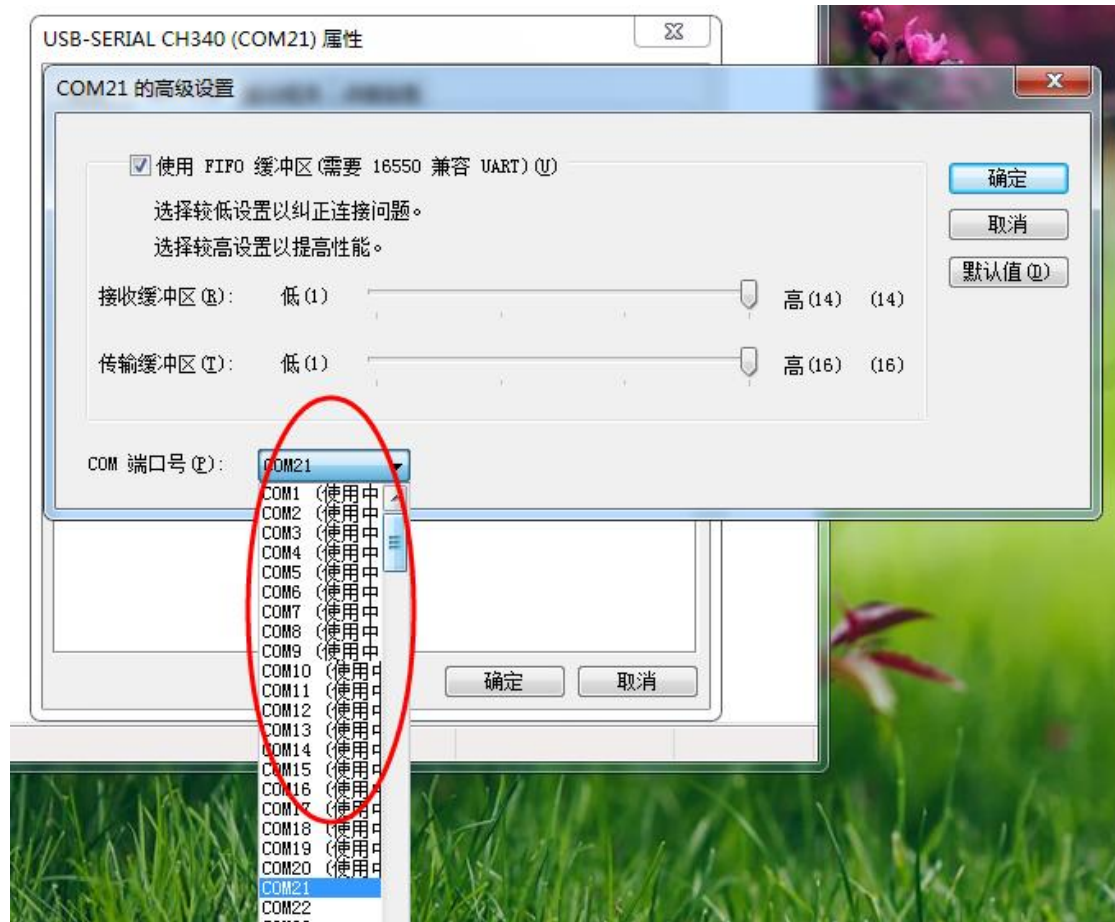 USB-SERIAL CH340 (COM21) 属性
COM21 的高级设置
使用 FIFO 缓冲区(需要 16550 兼容 UART)(U)
选择较低设置以纠正连接问题。
选择较高设置以提高性能。
接收缓冲区(R): 低(1) 高(14) (14)
传输缓冲区(T): 低(1) 高(16) (16)
确定
取消
默认值(D)
COM 端口号(P): COM21
COM1 (使用中
COM2 (使用中
COM3 (使用中
COM4 (使用中
COM5 (使用中
COM6 (使用中
COM7 (使用中
COM8 (使用中
COM9 (使用中
COM10 (使用中
COM11 (使用中
COM12 (使用中
COM13 (使用中
COM14 (使用中
COM15 (使用中
COM16 (使用中
COM17 (使用中
COM18 (使用中
COM19 (使用中
COM20 (使用中
COM21
COM22
确定 取消